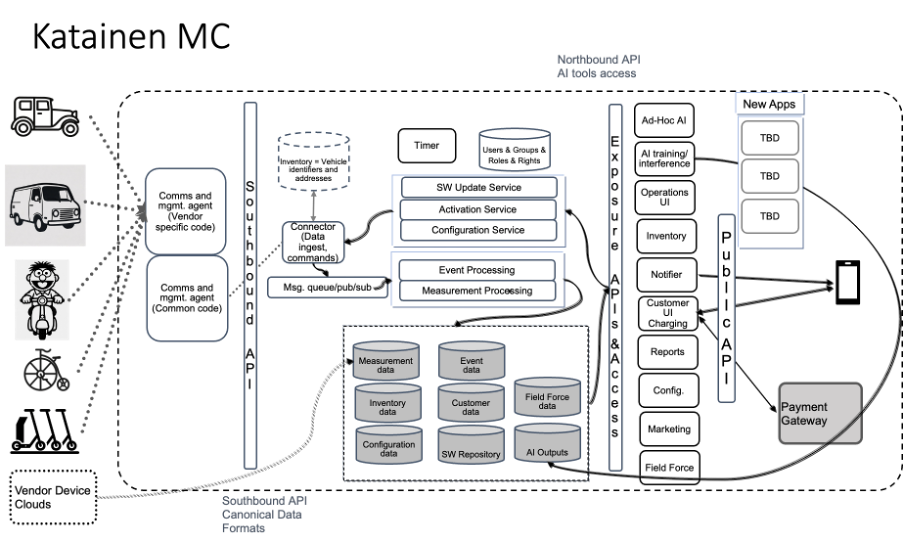 Katainen MC
Northbound API
AI tools access
Comms and
mgmt. agent
(Vendor
specific code)
Comms and
mgmt. agent
(Common code)
Vendor Device
Clouds
Southbound API
Southbound API
Canonical Data
Formats
Inventory = Vehicle
identifiers and
addresses
Timer
Users & Groups &
Roles & Rights
SW Update Service
Activation Service
Configuration Service
Connector
(Data
ingest,
commands)
Msg. queue/pub/sub
Event Processing
Measurement Processing
Measurement
data
Event
data
Inventory
data
Customer
data
Field Force
data
Configuration
data
SW Repository
AI Outputs
Exposure APIs & Access
Ad-Hoc AI
AI training/
interference
Operations
UI
Inventory
Notifier
Customer
UI
Charging
Reports
Config.
Marketing
Field Force
Public API
New Apps
TBD
TBD
TBD
Payment
Gateway